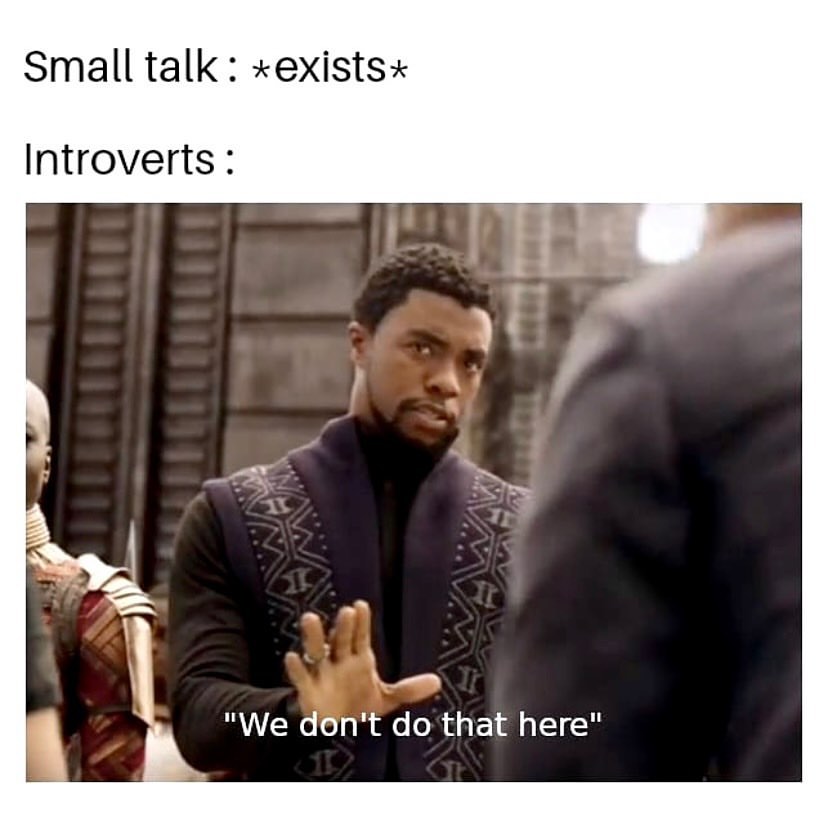 Small talk : *exists*
Introverts :
"We don't do that here"